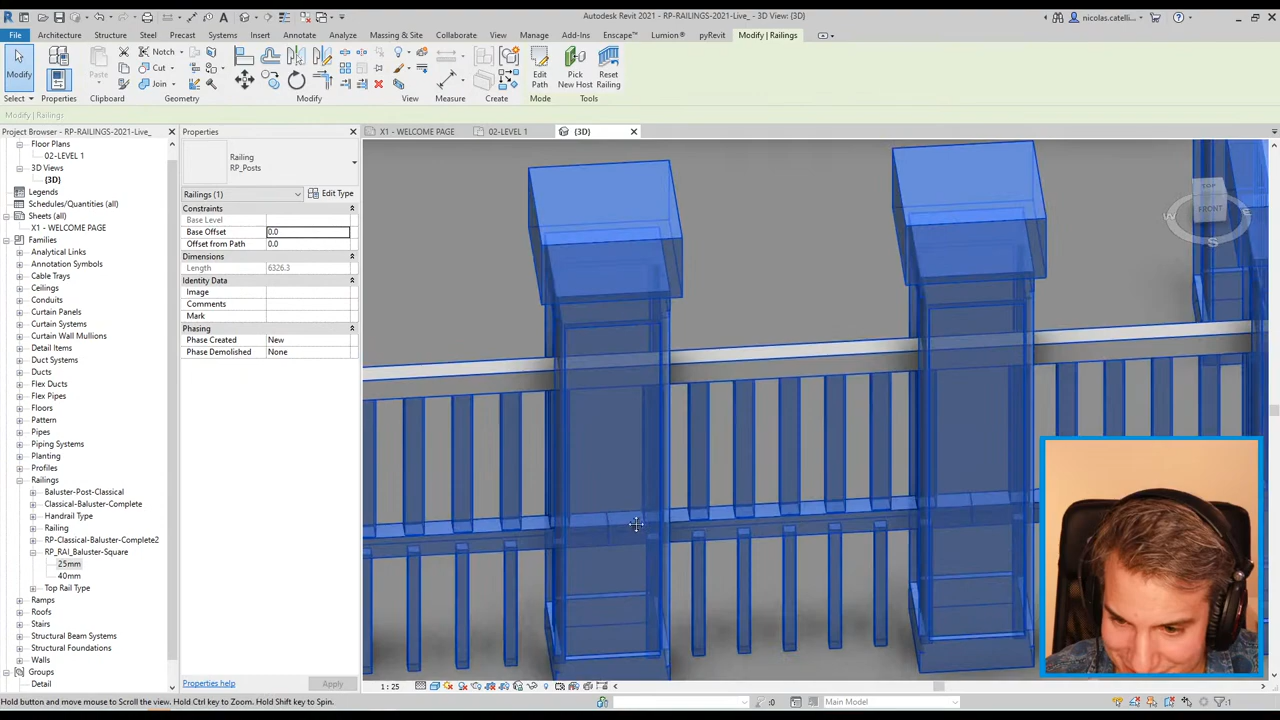 Autodesk Revit 2021 - RP-RAILINGS-2021-Live_ - 3D View: {3D}
nicolas.catelli...
File Architecture Structure Steel Precast Systems Insert Annotate Analyze Massing & Site Collaborate View Manage Add-Ins Enscape™ Lumion® pyRevit Modify | Railings
Modify
Paste
Notch
Cut
Join
Edit Path
Pick New Host
Reset Railing
Select Properties Clipboard Geometry Modify View Measure Create Mode Tools
Modify | Railings
Project Browser - RP-RAILINGS-2021-Live_
Properties
X1 - WELCOME PAGE
02-LEVEL 1
{3D}
Floor Plans
02-LEVEL 1
3D Views
{3D}
Legends
Schedules/Quantities (all)
Sheets (all)
X1 - WELCOME PAGE
Families
Analytical Links
Annotation Symbols
Cable Trays
Ceilings
Conduits
Curtain Panels
Curtain Systems
Curtain Wall Mullions
Detail Items
Duct Systems
Ducts
Flex Ducts
Flex Pipes
Floors
Pattern
Pipes
Piping Systems
Planting
Profiles
Railings
Baluster-Post-Classical
Classical-Baluster-Complete
Handrail Type
Railing
RP-Classical-Baluster-Complete2
RP_RAI_Baluster-Square
25mm
40mm
Top Rail Type
Ramps
Roofs
Stairs
Structural Beam Systems
Structural Foundations
Walls
Groups
Detail
Railing
RP_Posts
Railings (1)
Edit Type
Constraints
Base Level
Base Offset 0.0
Offset from Path 0.0
Dimensions
Length 6326.3
Identity Data
Image
Comments
Mark
Phasing
Phase Created New
Phase Demolished None
Properties help
Apply
TOP
FRONT
W
E
S
1 : 25
Hold button and move mouse to Scroll the view. Hold Ctrl key to Zoom. Hold Shift key to Spin.
:0
Main Model
:1